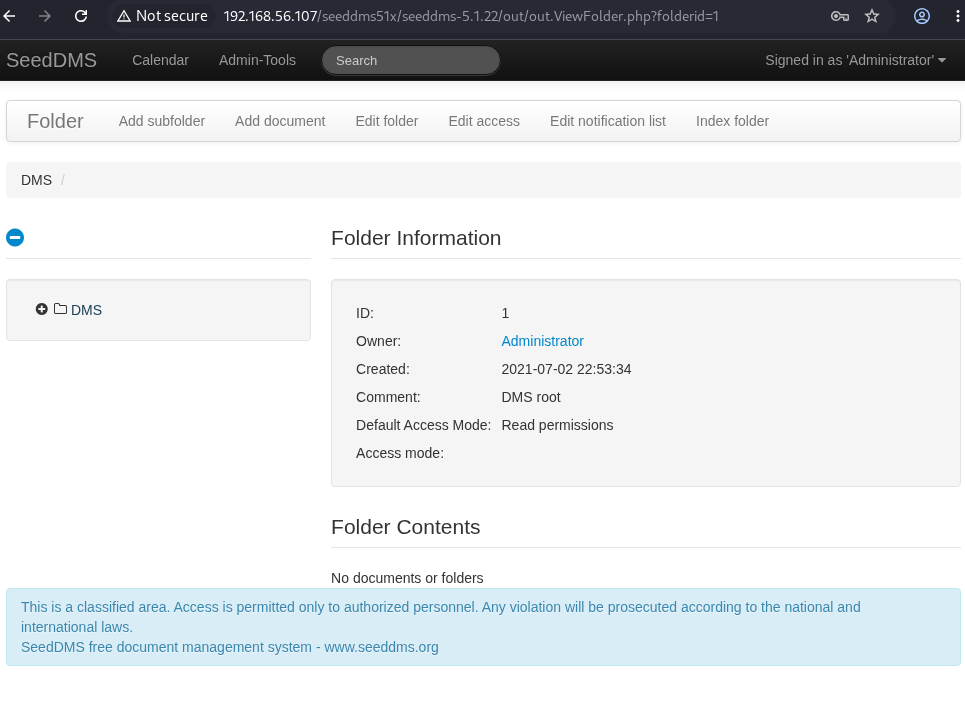 Not secure 192.168.56.107/seeddms51x/seeddms-5.1.22/out/out.ViewFolder.php?folderid=1
SeedDMS Calendar Admin-Tools Search Signed in as 'Administrator'
Folder Add subfolder Add document Edit folder Edit access Edit notification list Index folder
DMS /
DMS
Folder Information
ID: 1
Owner: Administrator
Created: 2021-07-02 22:53:34
Comment: DMS root
Default Access Mode: Read permissions
Access mode:
Folder Contents
No documents or folders
This is a classified area. Access is permitted only to authorized personnel. Any violation will be prosecuted according to the national and
international laws.
SeedDMS free document management system - www.seeddms.org